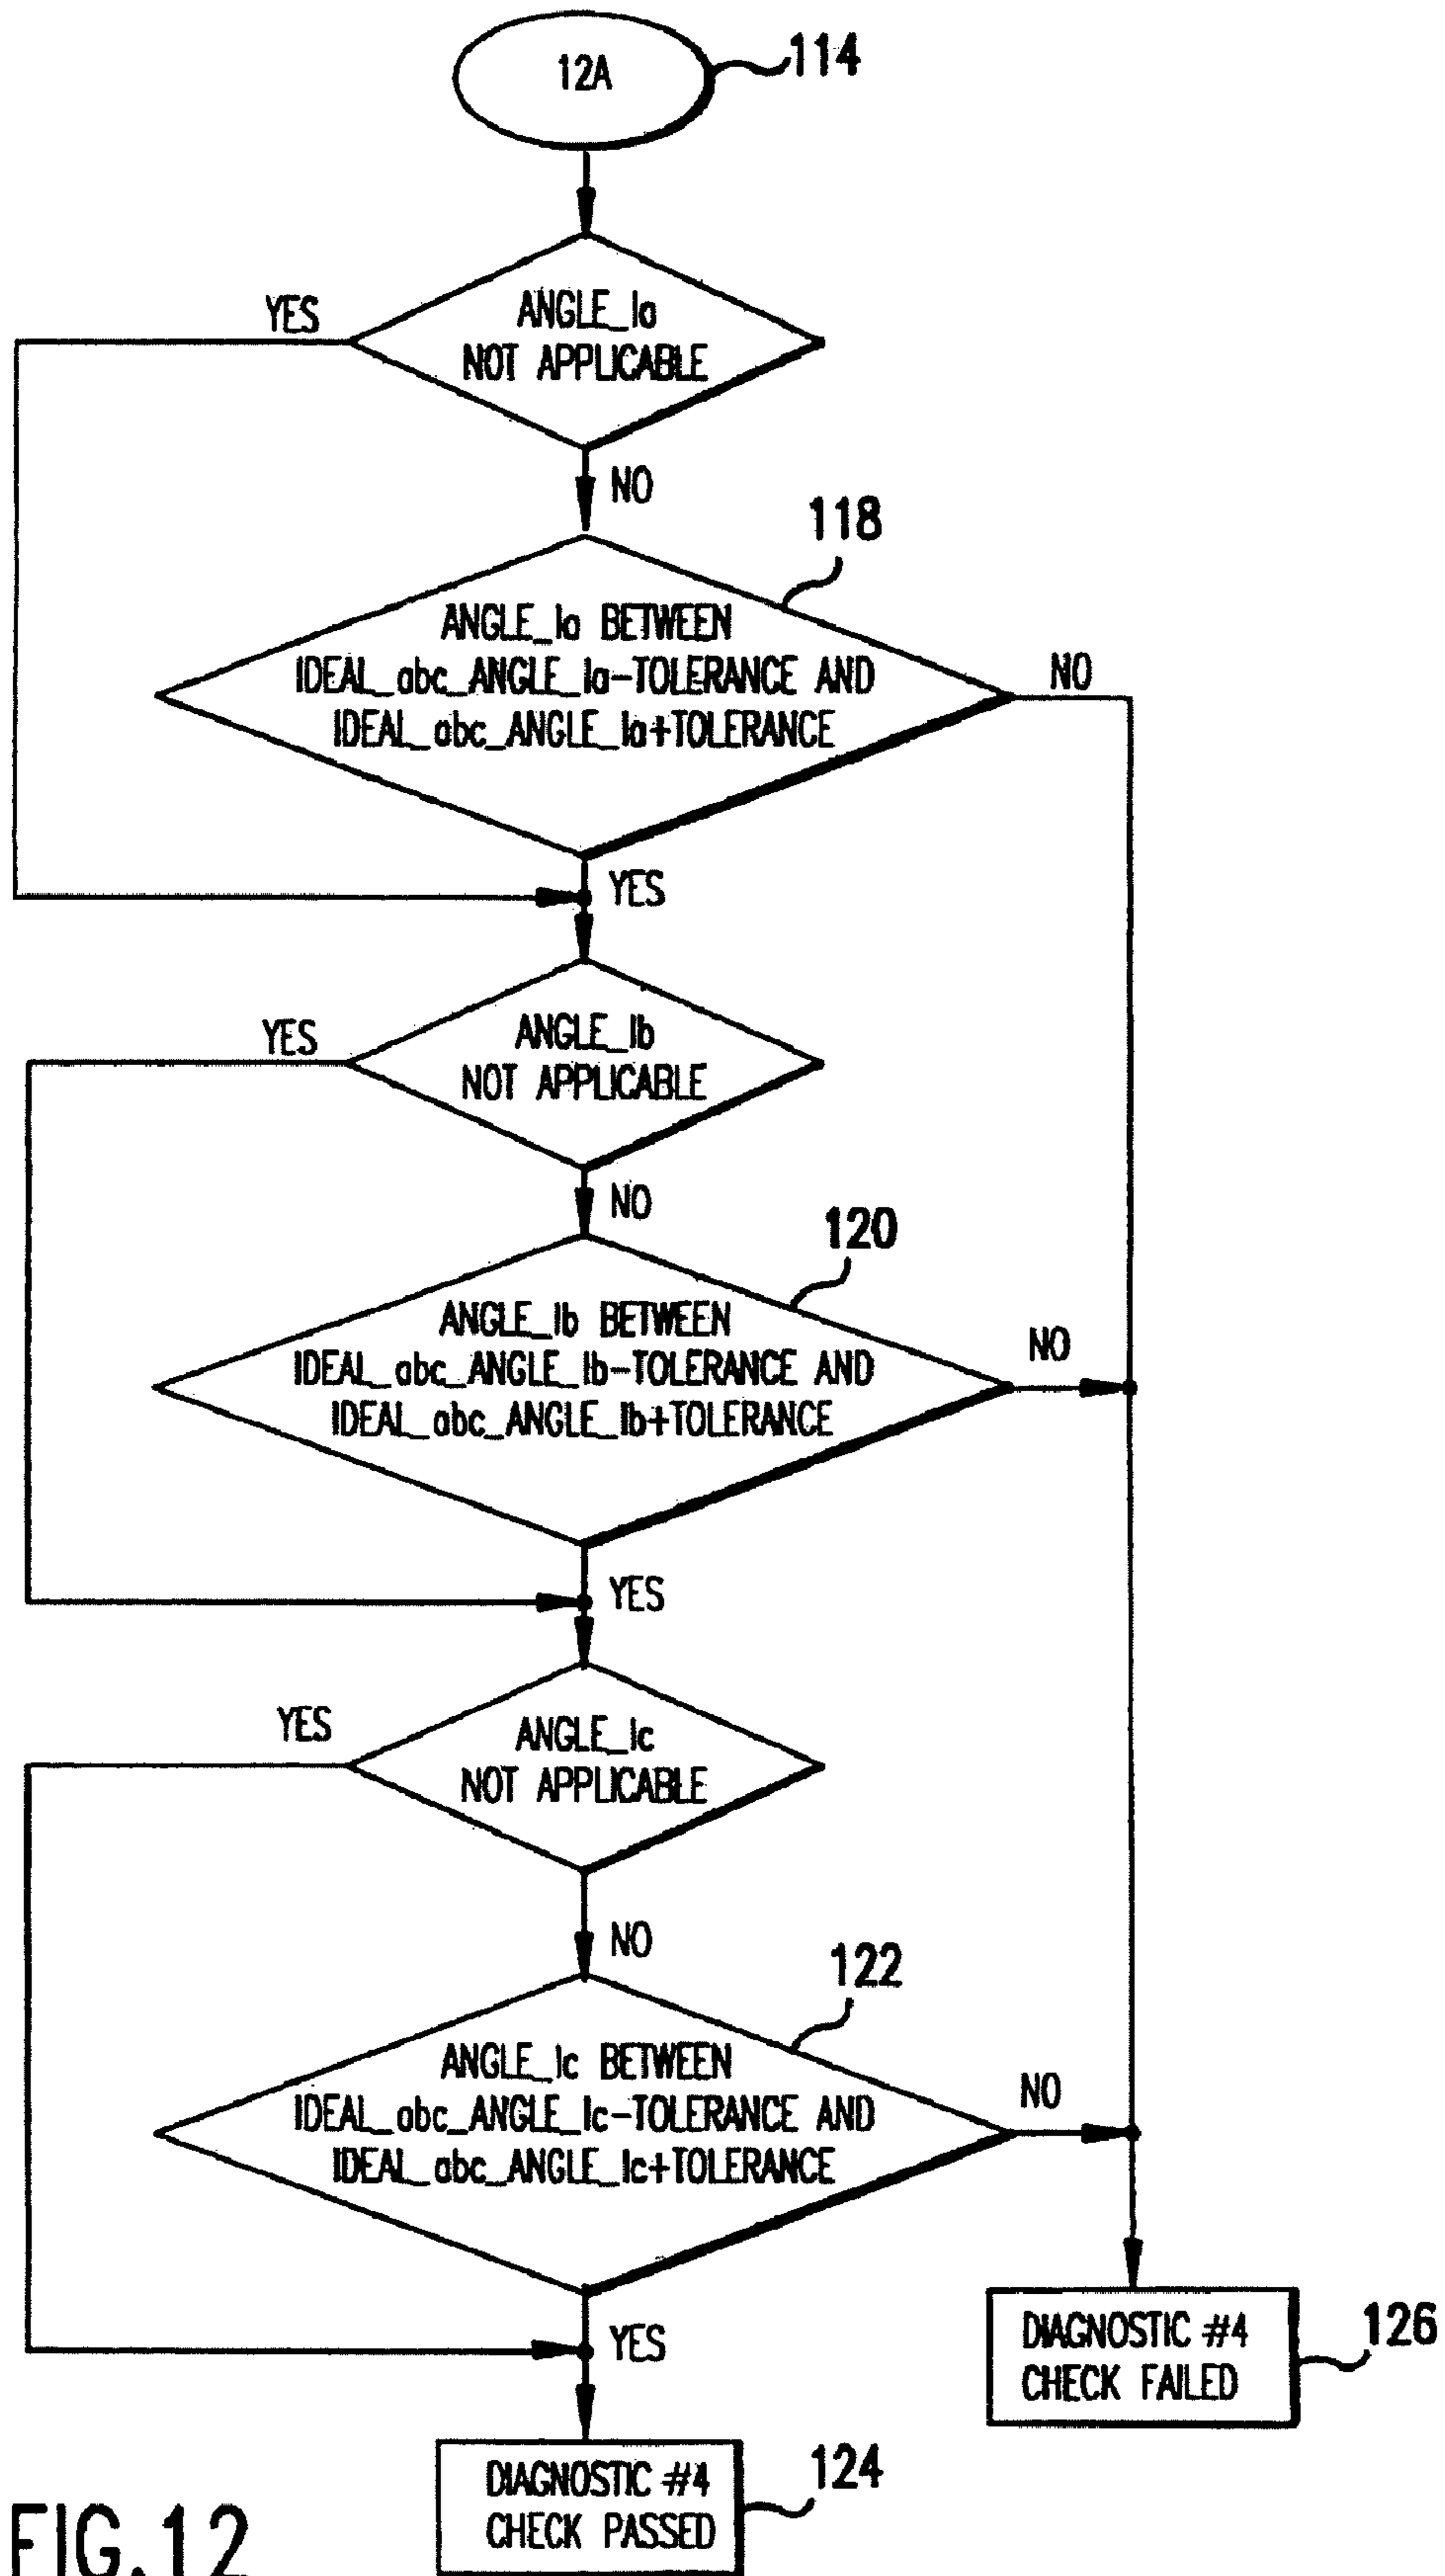 12A
114
ANGLE_Ia
NOT APPLICABLE
YES
NO
118
ANGLE_Ia BETWEEN
IDEAL_abc_ANGLE_Ia-TOLERANCE AND
IDEAL_abc_ANGLE_Ia+TOLERANCE
NO
YES
ANGLE_Ib
NOT APPLICABLE
YES
NO
120
ANGLE_Ib BETWEEN
IDEAL_abc_ANGLE_Ib-TOLERANCE AND
IDEAL_abc_ANGLE_Ib+TOLERANCE
NO
YES
ANGLE_Ic
NOT APPLICABLE
YES
NO
122
ANGLE_Ic BETWEEN
IDEAL_abc_ANGLE_Ic-TOLERANCE AND
IDEAL_abc_ANGLE_Ic+TOLERANCE
NO
YES
DIAGNOSTIC #4
CHECK FAILED
126
DIAGNOSTIC #4
CHECK PASSED
124
FIG.12